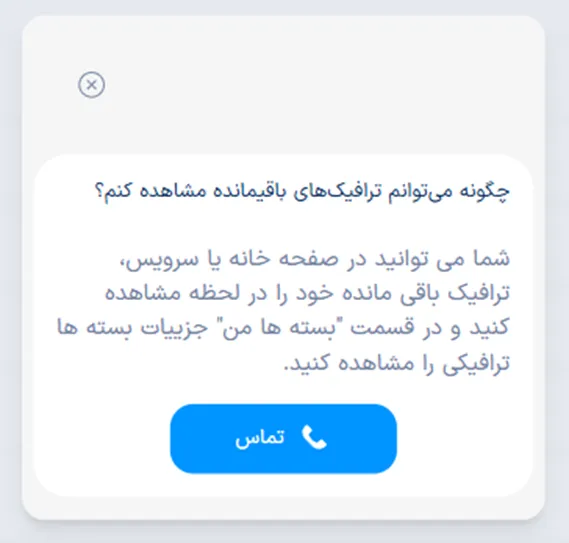 چگونه می‌توانم ترافیک‌های باقیمانده مشاهده کنم؟
شما می توانید در صفحه خانه یا سرویس،
ترافیک باقی مانده خود را در لحظه مشاهده
کنید و در قسمت "بسته ها من" جزییات بسته ها
ترافیکی را مشاهده کنید.
تماس